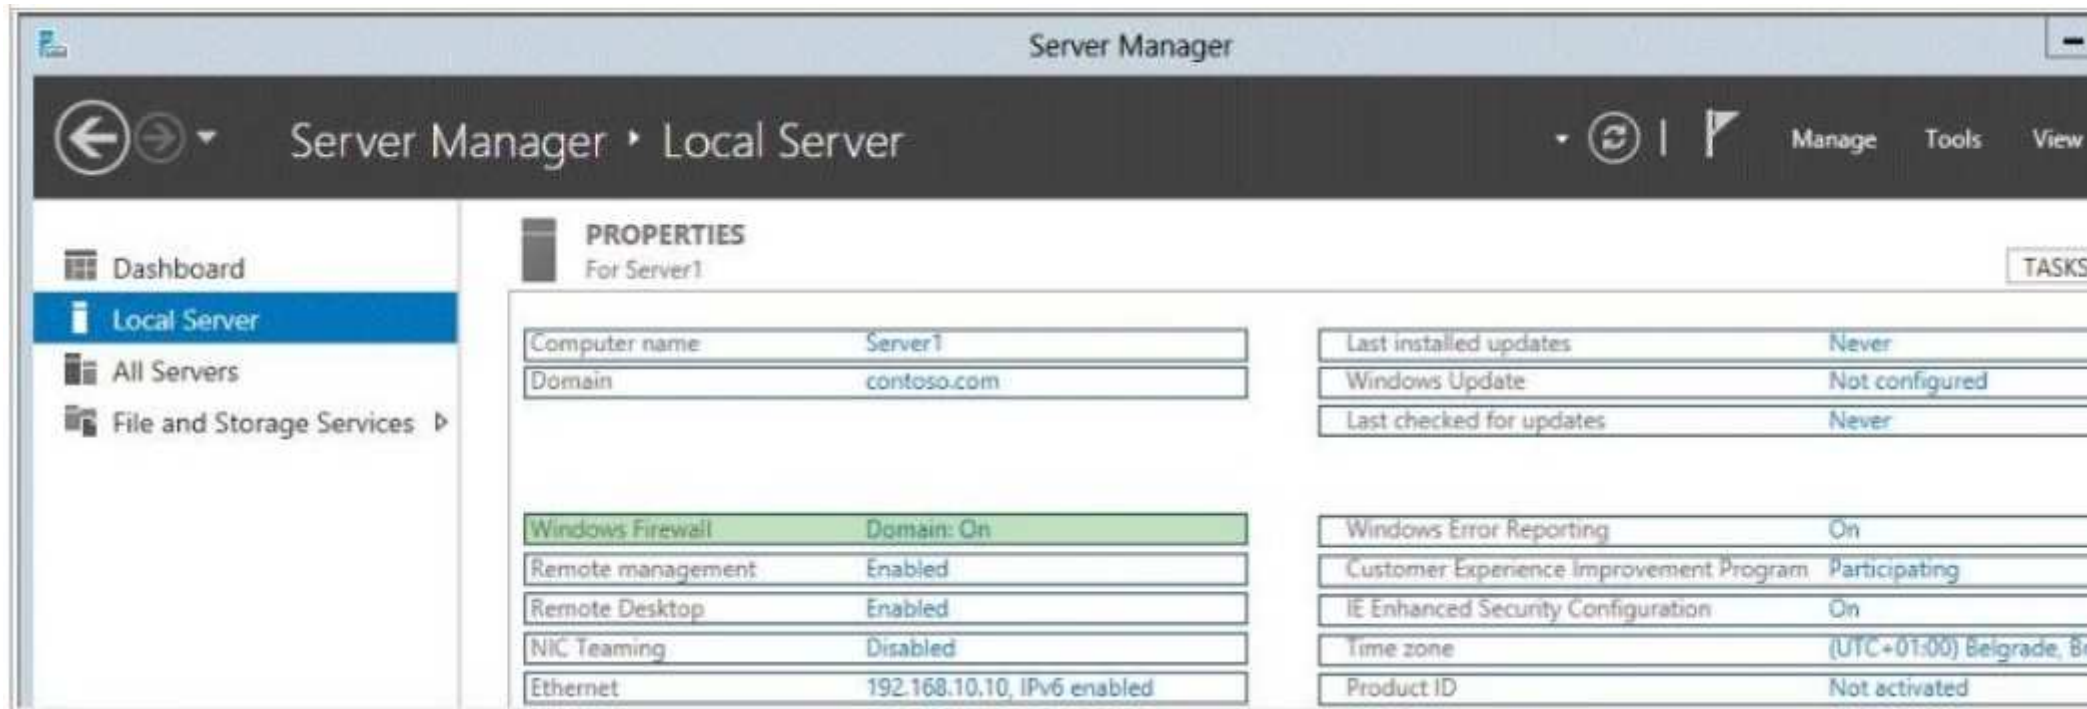 Server Manager
Server Manager ‣ Local Server
Manage Tools View
Dashboard
Local Server
All Servers
File and Storage Services
PROPERTIES
For Server1
TASKS
Computer name Server1
Domain contoso.com
Last installed updates Never
Windows Update Not configured
Last checked for updates Never
Windows Firewall Domain: On
Remote management Enabled
Remote Desktop Enabled
NIC Teaming Disabled
Ethernet 192.168.10.10, IPv6 enabled
Windows Error Reporting On
Customer Experience Improvement Program Participating
IE Enhanced Security Configuration On
Time zone (UTC+01:00) Belgrade,
Product ID Not activated